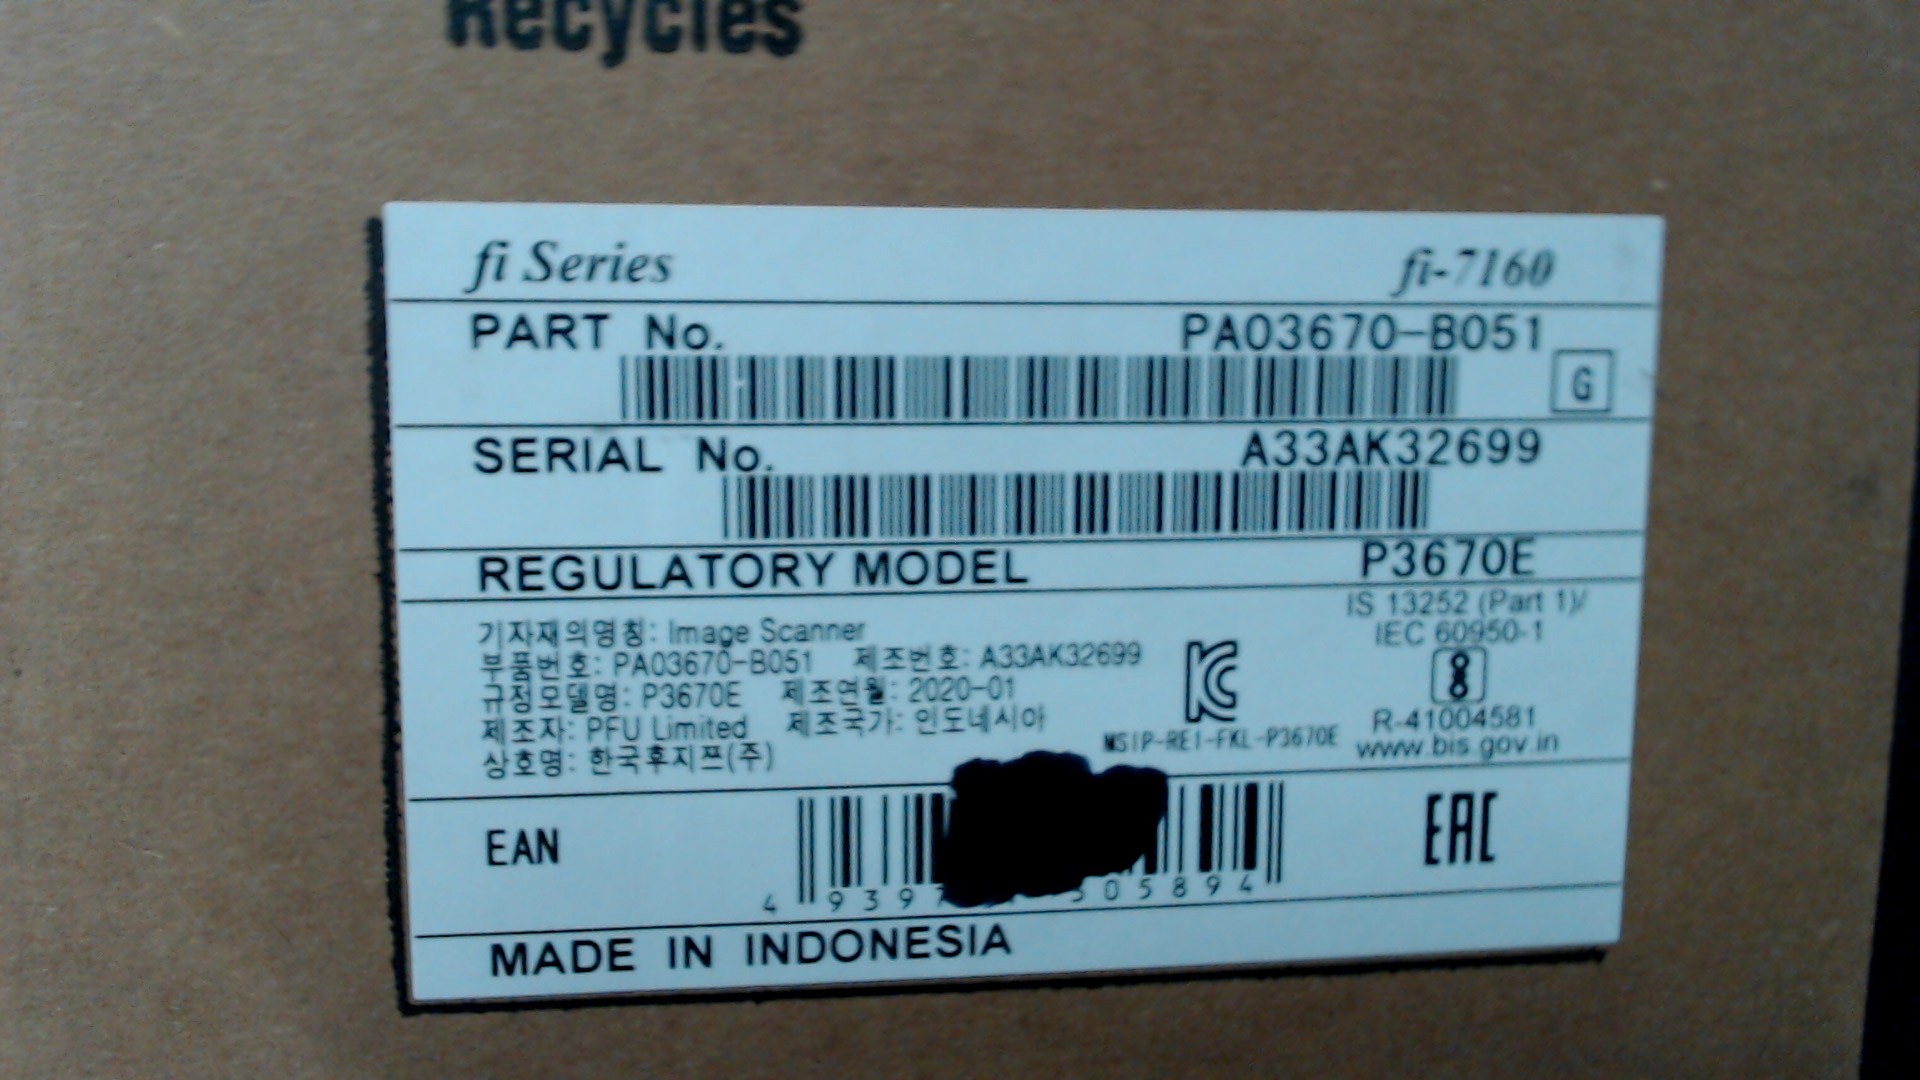 Recycles
fi Series fi-7160
PART No. PA03670-B051
G
SERIAL No. A33AK32699
REGULATORY MODEL P3670E
IS 13252 (Part 1)/
IEC 60950-1
기자재의명칭: Image Scanner
부품번호: PA03670-B051 제조번호: A33AK32699
규정모델명: P3670E 제조연월: 2020-01
제조자: PFU Limited 제조국가: 인도네시아
상호명: 한국후지쯔(주)
MSIP-REI-FKL-P3670E
R-41004581
www.bis.gov.in
EAN
EAC
MADE IN INDONESIA